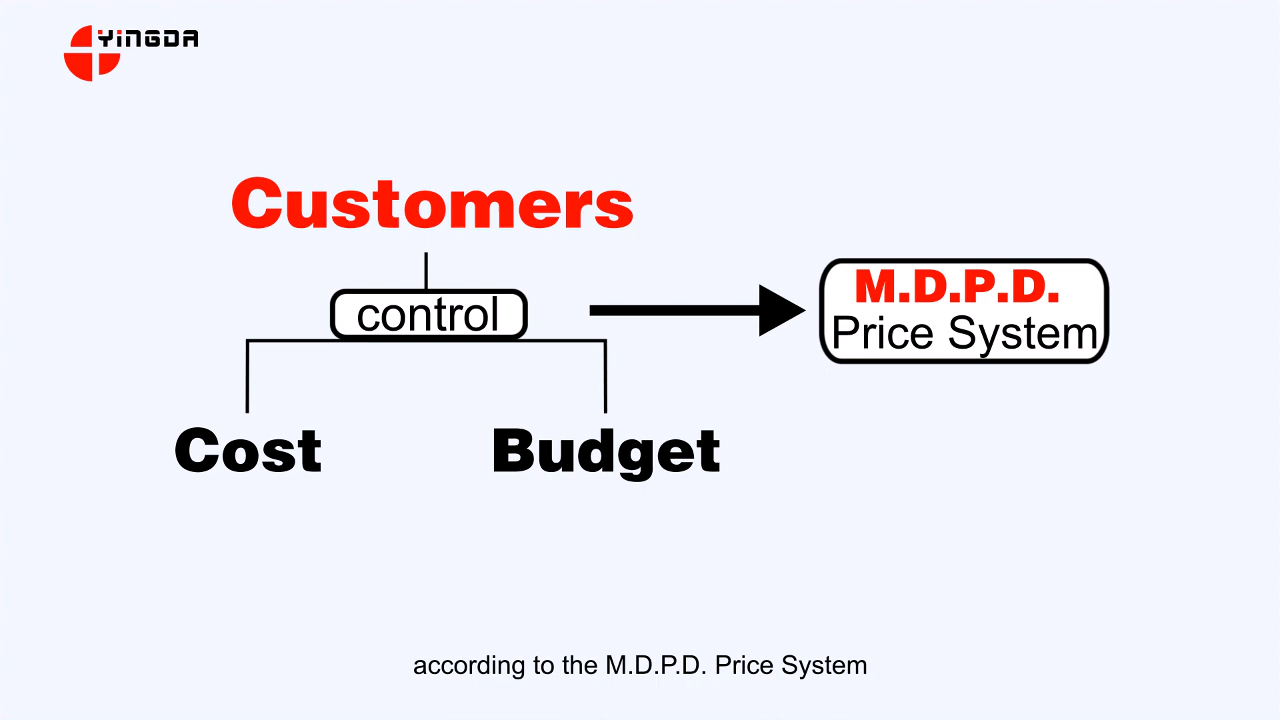 YINGDA
Customers
control
Cost
Budget
M.D.P.D.
Price System
according to the M.D.P.D. Price System